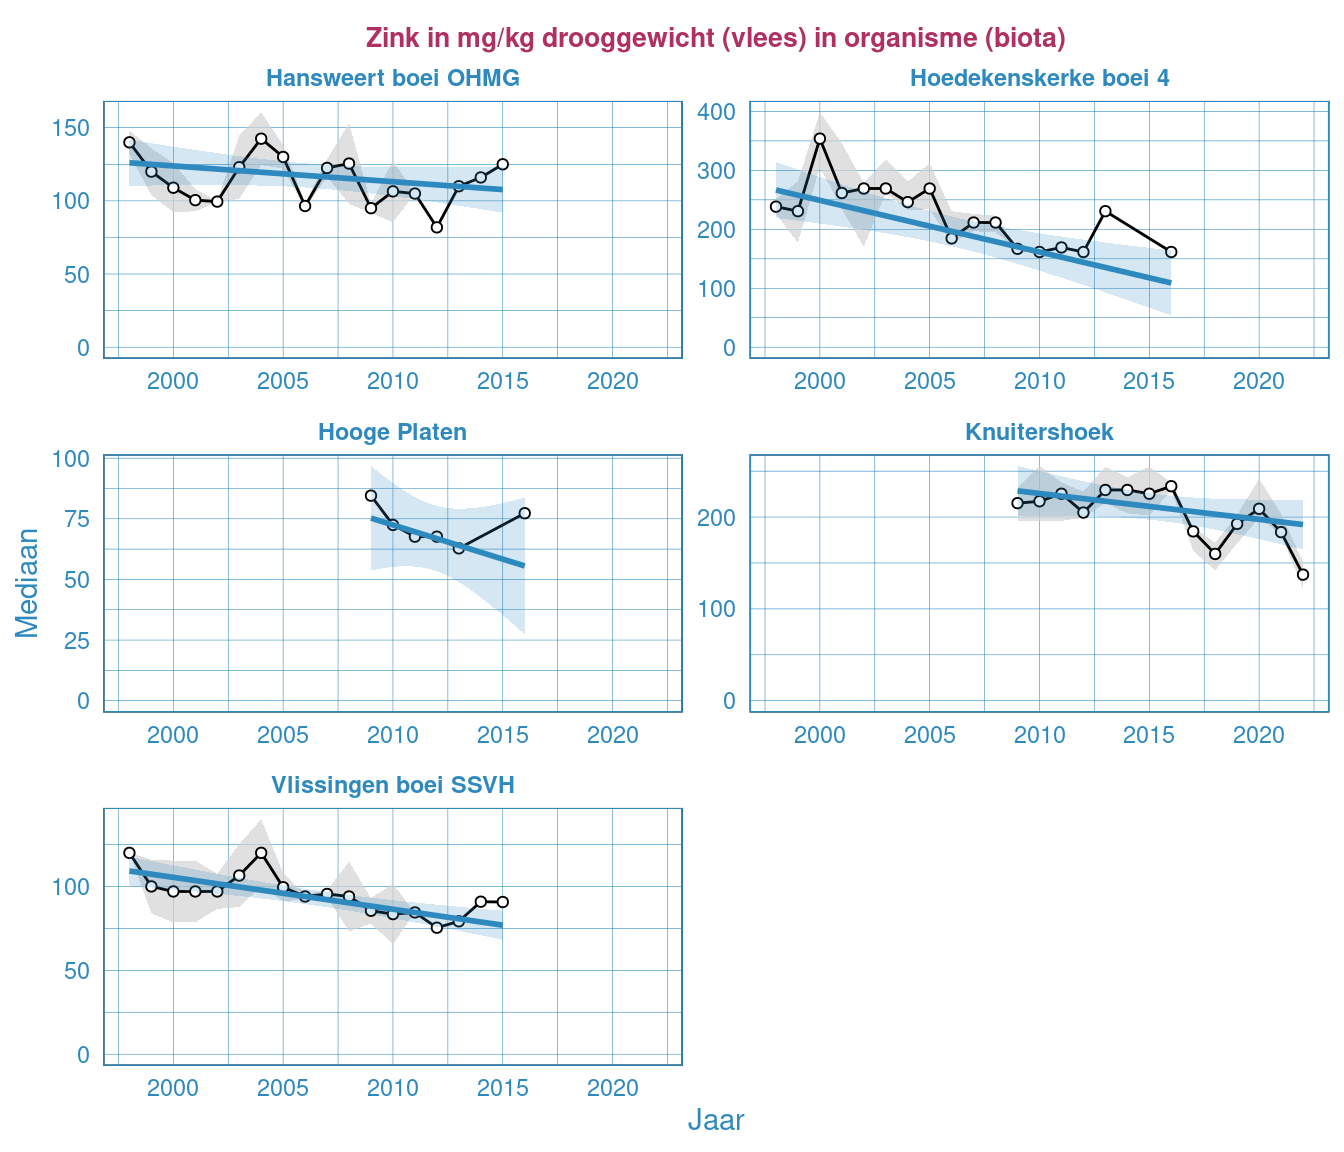 Zink in mg/kg drooggewicht (vlees) in organisme (biota)
Hansweert boei OHMG
Hoedekenskerke boei 4
150
100
50
0
2000 2005 2010 2015 2020
400
300
200
100
0
2000 2005 2010 2015 2020
Hooge Platen
Knuitershoek
Mediaan
100
75
50
25
0
2000 2005 2010 2015 2020
200
100
0
2000 2005 2010 2015 2020
Vlissingen boei SSVH
100
50
0
2000 2005 2010 2015 2020
Jaar